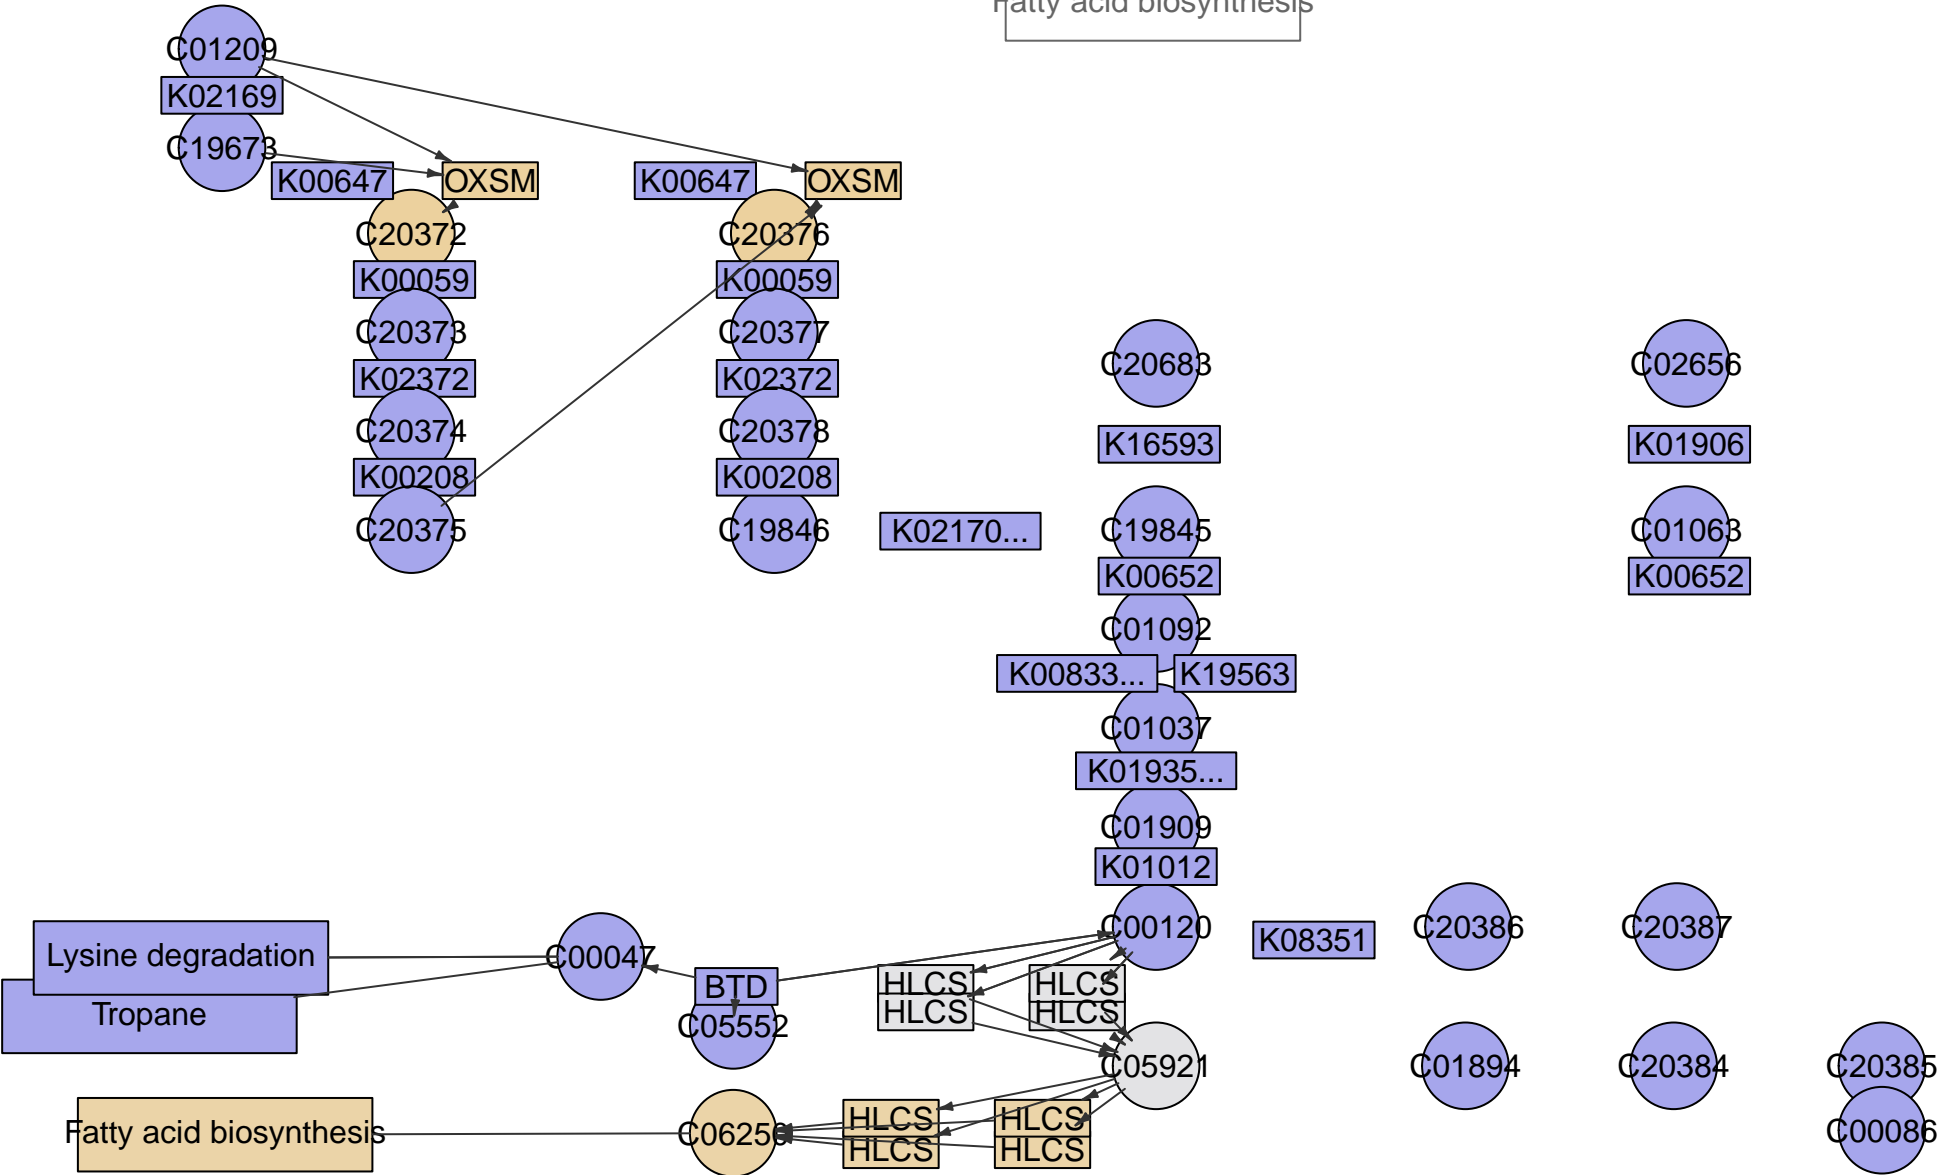 Fatty acid biosynthesis
C01209
K02169
C19673
K00647
OXSM
K00647
OXSM
C20372
C20376
K00059
K00059
C20373
C20377
C20683
C02656
K02372
K02372
C20374
C20378
K16593
K01906
K00208
K00208
C20375
C19846
K02170...
C19845
C01063
K00652
K00652
C01092
K00833...
K19563
C01037
K01935...
C01909
K01012
C00120
K08351
C20386
C20387
Lysine degradation
C00047
BTD
HLCS
HLCS
Tropane
C05552
HLCS
HLCS
C05921
C01894
C20384
C20385
Fatty acid biosynthesis
C06250
HLCS
HLCS
C00086
HLCS
HLCS